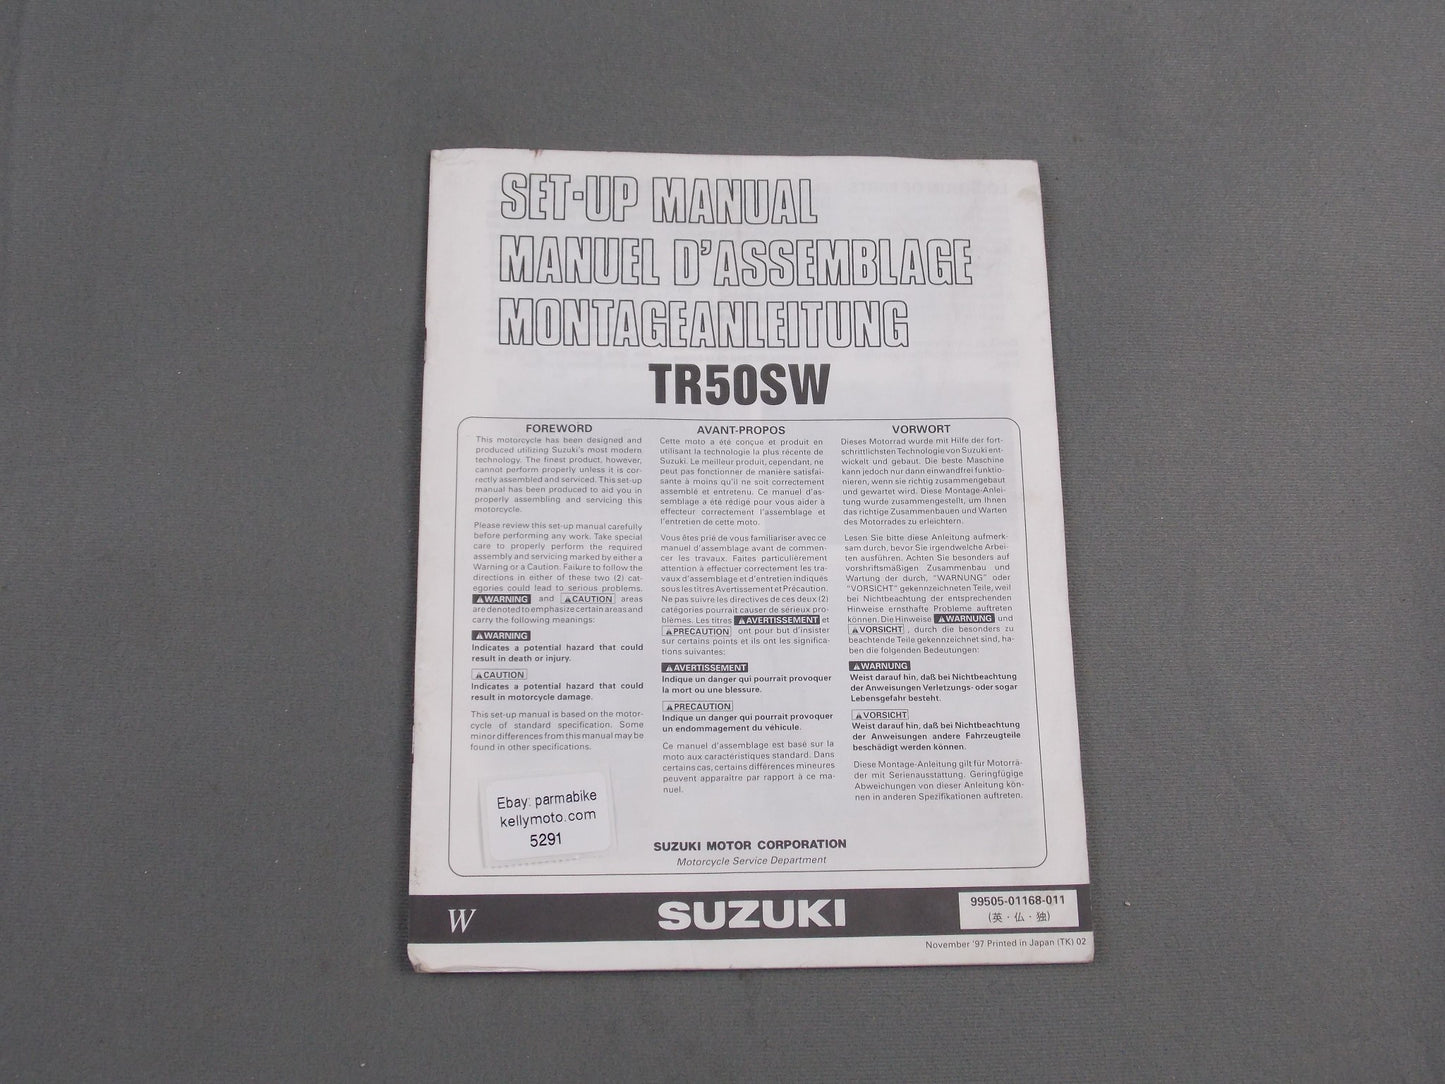 SET-UP MANUAL
MANUEL D'ASSEMBLAGE
MONTAGEANLEITUNG
TR50SW
FOREWORD
This motorcycle has been designed and
produced utilizing Suzuki's most modern
technology. The finest product, however,
cannot perform properly unless it is cor-
rectly assembled and serviced. This set-up
manual has been produced to aid you in
properly assembling and servicing this
motorcycle.
Please review this set-up manual carefully
before performing any work. Take special
care to properly perform the required
assembly and servicing marked by either a
Warning or a Caution. Failure to follow the
directions in either of these two (2) cat-
egories could lead to serious problems.
⚠WARNING and ⚠CAUTION areas
are denoted to emphasize certain areas and
carry the following meanings:
⚠WARNING
Indicates a potential hazard that could
result in death or injury.
⚠CAUTION
Indicates a potential hazard that could
result in motorcycle damage.
This set-up manual is based on the motor-
cycle of standard specification. Some
minor differences from this manual may be
found in other specifications.
AVANT-PROPOS
Cette moto a été conçue et produit en
utilisant la technologie la plus récente de
Suzuki. Le meilleur produit, cependant, ne
peut pas fonctionner de manière satisfai-
sante à moins qu'il ne soit correctement
assemblé et entretenu. Ce manuel d'as-
semblage a été rédigé pour vous aider à
effecteur correctement l'assemblage et
l'entretien de cette moto.
Vous êtes prié de vous familiariser avec ce
manuel d'assemblage avant de commen-
cer les travaux. Faites particulièrement
attention à effectuer correctement les tra-
vaux d'assemblage et d'entretien indiqués
sous les titres Avertissement et Précaution.
Ne pas suivre les directives de ces deux (2)
catégories pourrait causer de sérieux pro-
blèmes. Les titres ⚠AVERTISSEMENT et
⚠PRECAUTION ont pour but d'insister
sur certains points et ils ont les significa-
tions suivantes:
⚠AVERTISSEMENT
Indique un danger qui pourrait provoquer
la mort ou une blessure.
⚠PRECAUTION
Indique un danger qui pourrait provoquer
un endommagement du véhicule.
Ce manuel d'assemblage est basé sur la
moto aux caractéristiques standard. Dans
certains cas, certains différences mineures
peuvent apparaître par rapport à ce ma-
nuel.
VORWORT
Dieses Motorrad wurde mit Hilfe der fort-
schrittlichsten Technologie von Suzuki ent-
wickelt und gebaut. Die beste Maschine
kann jedoch nur dann einwandfrei funktio-
nieren, wenn sie richtig zusammengebaut
und gewartet wird. Diese Montage-Anlei-
tung wurde zusammengestellt, um Ihnen
das richtige Zusammenbauen und Warten
des Motorrades zu erleichtern.
Lesen Sie bitte diese Anleitung aufmerk-
sam durch, bevor Sie irgendwelche Arbei-
ten ausführen. Achten Sie besonders auf
vorshriftsmäßigen Zusammenbau und
Wartung der durch, "WARNUNG" oder
"VORSICHT" gekennzeichneten Teile, weil
bei Nichtbeachtung der entsprechenden
Hinweise ernsthafte Probleme auftreten
können. Die Hinweise ⚠WARNUNG und
⚠VORSICHT, durch die besonders zu
beachtende Teile gekennzeichnet sind, ha-
ben die folgenden Bedeutungen:
⚠WARNUNG
Weist darauf hin, daß bei Nichtbeachtung
der Anweisungen Verletzungs- oder sogar
Lebensgefahr besteht.
⚠VORSICHT
Weist darauf hin, daß bei Nichtbeachtung
der Anweisungen andere Fahrzeugteile
beschädigt werden können.
Diese Montage-Anleitung gilt für Motorrä-
der mit Serienausstattung. Geringfügige
Abweichungen von dieser Anleitung kön-
nen in anderen Spezifikationen auftreten.
Ebay: parmabike
kellymoto.com
5291
SUZUKI MOTOR CORPORATION
Motorcycle Service Department
W
SUZUKI
99505-01168-011
(英・仏・独)
November '97 Printed in Japan (TK) 02